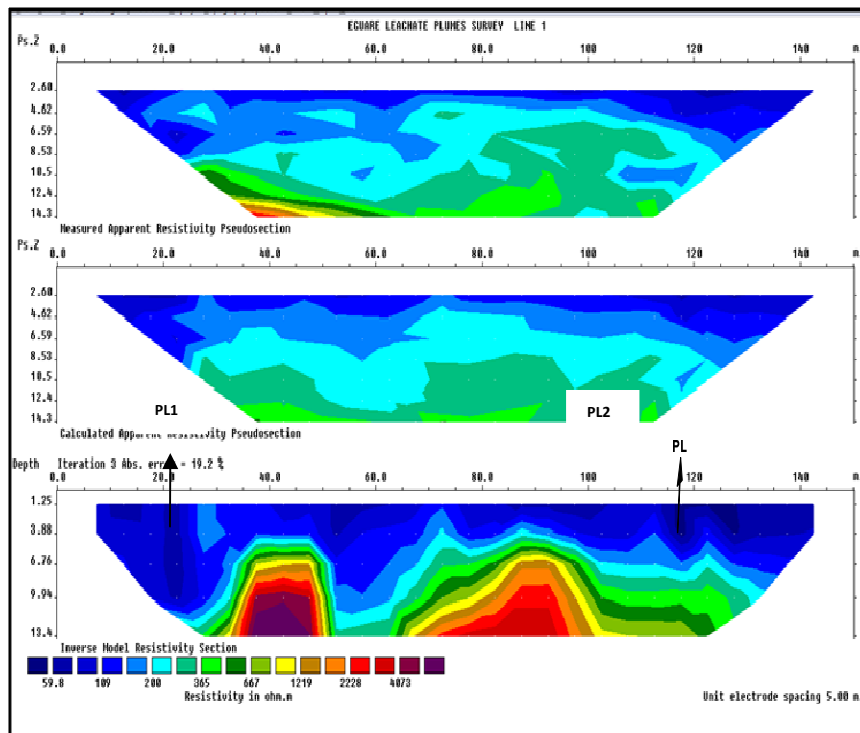 EGUARE LEACHATE PLUMES SURVEY LINE 1
Ps.Z 0.0 20.0 40.0 60.0 80.0 100 120 140 m.
2.60
4.62
6.59
8.53
10.5
12.4
14.3
Measured Apparent Resistivity Pseudosection
Ps.Z 0.0 20.0 40.0 60.0 80.0 100 120 140 m.
2.60
4.62
6.59
8.53
10.5
12.4
14.3
PL1
PL2
Calculated Apparent Resistivity Pseudosection
PL
Depth Iteration 3 Abs. error = 19.2 %
0.0 20.0 40.0 60.0 80.0 100 120 140 m.
1.25
3.88
6.76
9.94
13.4
Inverse Model Resistivity Section
59.8 109 200 365 667 1219 2228 4073
Resistivity in ohm.m
Unit electrode spacing 5.00 m